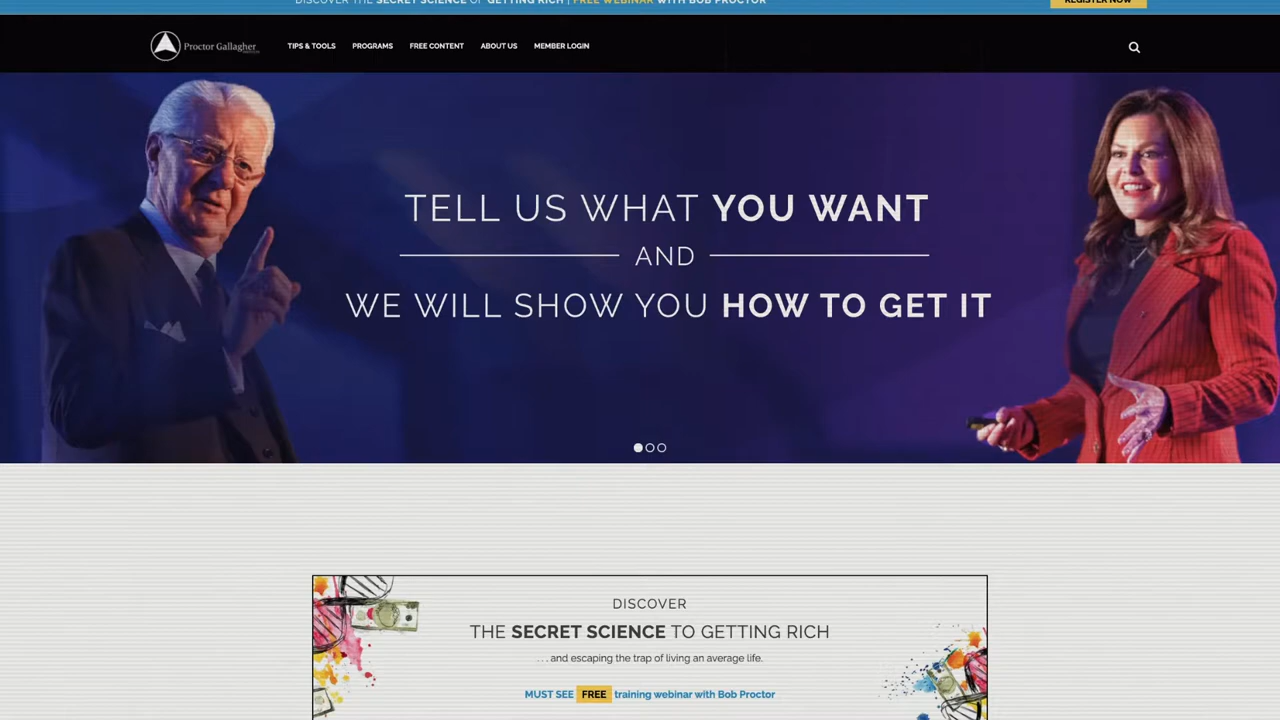 DISCOVER THE SECRET SCIENCE OF GETTING RICH | FREE WEBINAR WITH BOB PROCTOR
REGISTER NOW
Proctor Gallagher
TIPS & TOOLS
PROGRAMS
FREE CONTENT
ABOUT US
MEMBER LOGIN
TELL US WHAT YOU WANT
AND
WE WILL SHOW YOU HOW TO GET IT
DISCOVER
THE SECRET SCIENCE TO GETTING RICH
...and escaping the trap of living an average life.
MUST SEE FREE training webinar with Bob Proctor